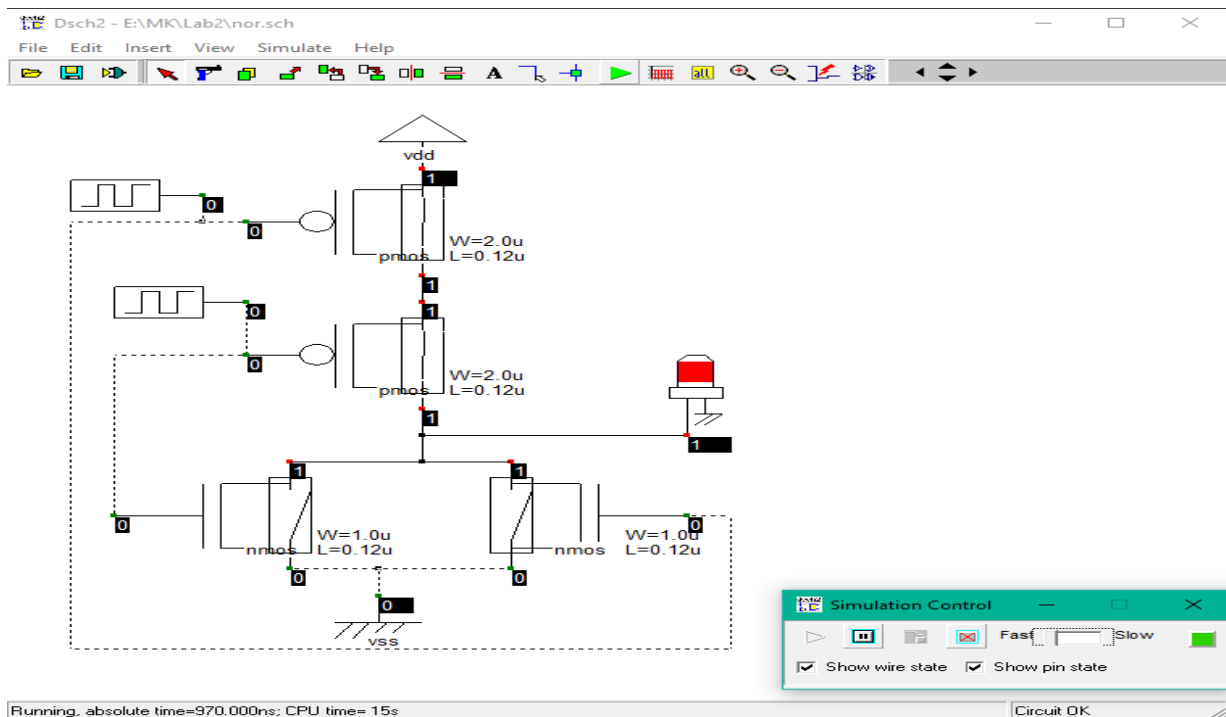 Dsch2 - E:\MK\Lab2\nor.sch
File Edit Insert View Simulate Help
A all
vdd
1
0
0
W=2.0u
pmos L=0.12u
1
0 1
0
W=2.0u
pmos L=0.12u
1
1
1 1
0 0
W=1.0u W=1.0u
nmos L=0.12u nmos L=0.12u
0 0
0
vss
Simulation Control
Fast Slow
Show wire state Show pin state
Running, absolute time=970.000ns; CPU time= 15s Circuit OK